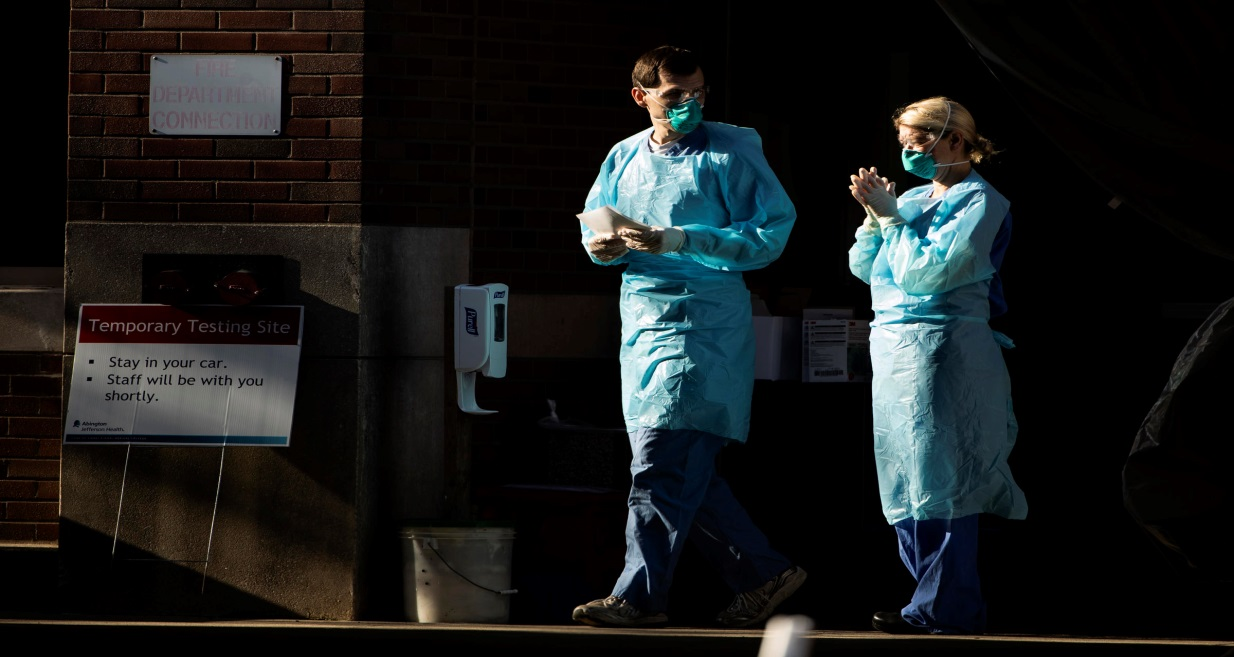 FIRE
DEPARTMENT
CONNECTION
Temporary Testing Site
Stay in your car.
Staff will be with you
shortly.
Abington
Jefferson Health
Purell